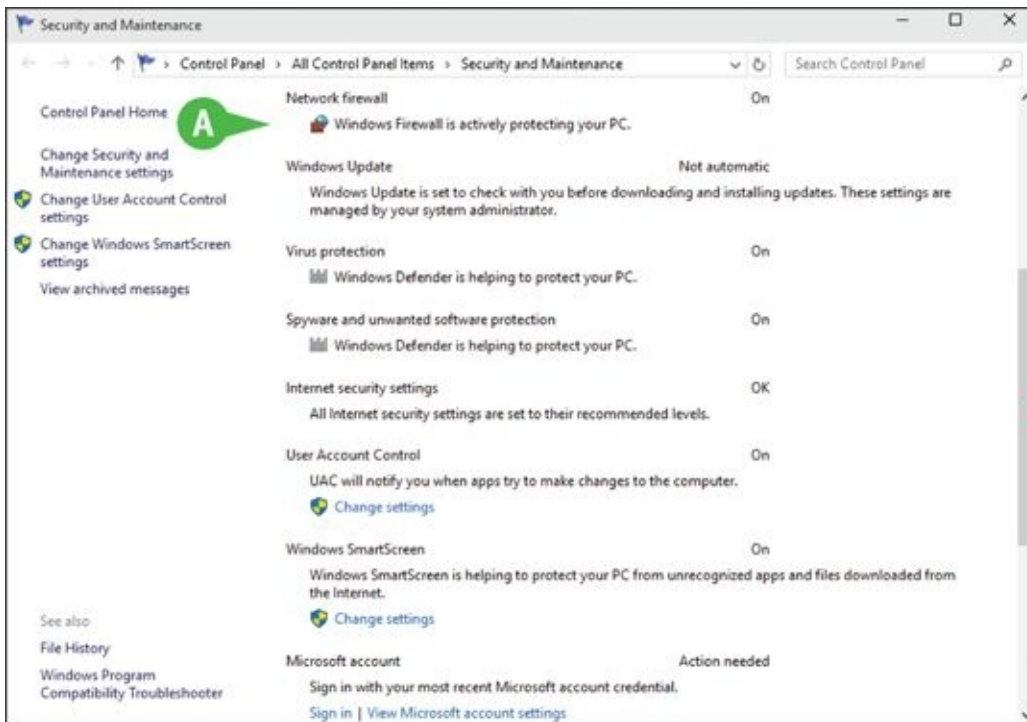 Security and Maintenance
Control Panel > All Control Panel Items > Security and Maintenance
Search Control Panel
Control Panel Home
Change Security and
Maintenance settings
Change User Account Control
settings
Change Windows SmartScreen
settings
View archived messages
See also
File History
Windows Program
Compatibility Troubleshooter
A
Network firewall On
Windows Firewall is actively protecting your PC.
Windows Update Not automatic
Windows Update is set to check with you before downloading and installing updates. These settings are
managed by your system administrator.
Virus protection On
Windows Defender is helping to protect your PC.
Spyware and unwanted software protection On
Windows Defender is helping to protect your PC.
Internet security settings OK
All Internet security settings are set to their recommended levels.
User Account Control On
UAC will notify you when apps try to make changes to the computer.
Change settings
Windows SmartScreen On
Windows SmartScreen is helping to protect your PC from unrecognized apps and files downloaded from
the Internet.
Change settings
Microsoft account Action needed
Sign in with your most recent Microsoft account credential.
Sign in | View Microsoft account settings